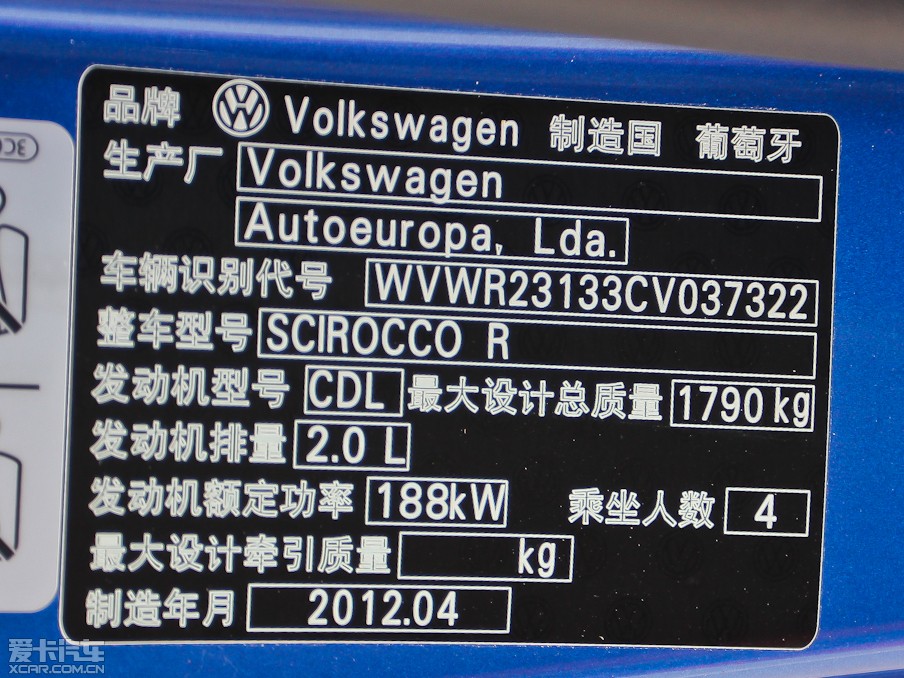 品牌 Volkswagen 制造国 葡萄牙
生产厂 Volkswagen
Autoeuropa, Lda.
车辆识别代号 WVWR23133CV037322
整车型号 SCIROCCO R
发动机型号 CDL 最大设计总质量 1790 kg
发动机排量 2.0 L
发动机额定功率 188kW 乘坐人数 4
最大设计牵引质量 kg
制造年月 2012.04
爱卡汽车
XCAR.COM.CN